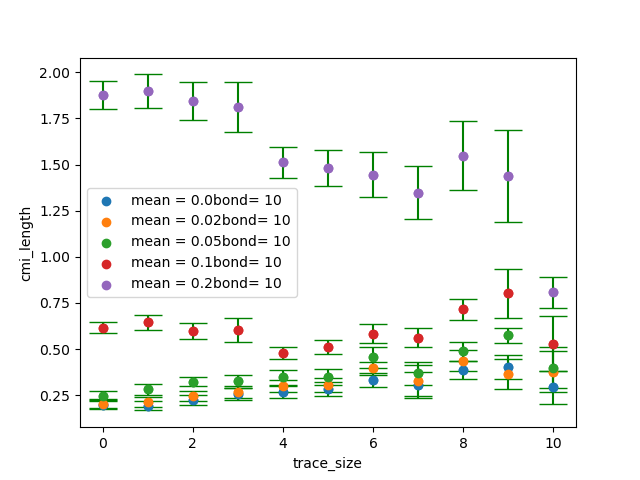 2.00
1.75
1.50
1.25
1.00
0.75
0.50
0.25
cmi_length
mean = 0.0bond= 10
mean = 0.02bond= 10
mean = 0.05bond= 10
mean = 0.1bond= 10
mean = 0.2bond= 10
0 2 4 6 8 10
trace_size